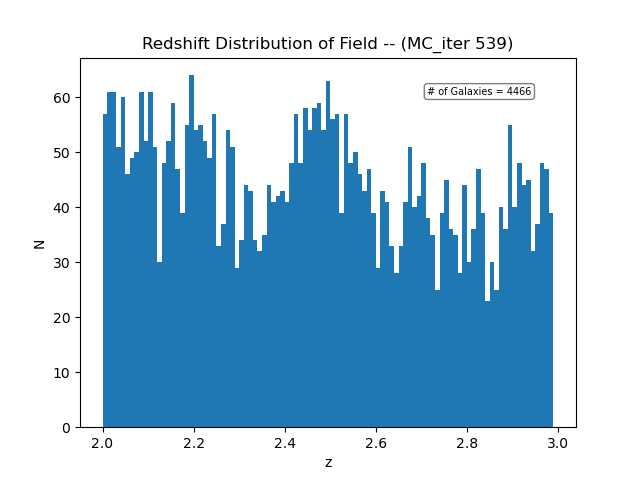 Redshift Distribution of Field -- (MC_iter 539)
# of Galaxies = 4466
N
60
50
40
30
20
10
0
2.0 2.2 2.4 2.6 2.8 3.0
z